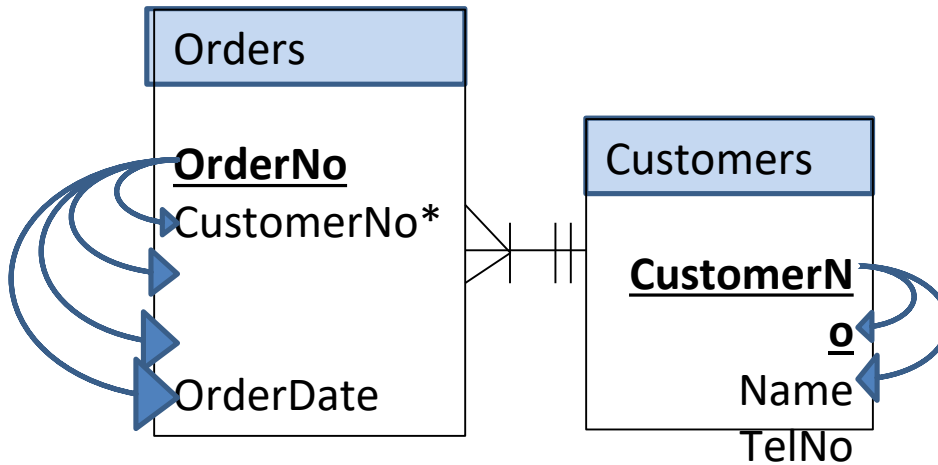 Orders
OrderNo
CustomerNo*
OrderDate
Customers
CustomerN
o
Name
TelNo